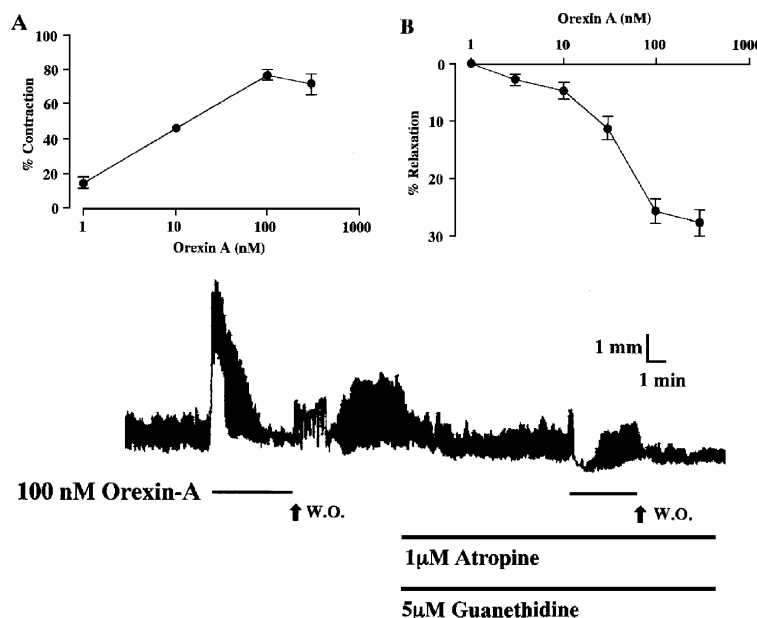 A
100
80
60
40
20
0
% Contraction
1 10 100 1000
Orexin A (nM)
B
Orexin A (nM)
1 10 100 1000
0
10
20
30
% Relaxation
1 mm
1 min
100 nM Orexin-A
W.O.
W.O.
1μM Atropine
5μM Guanethidine